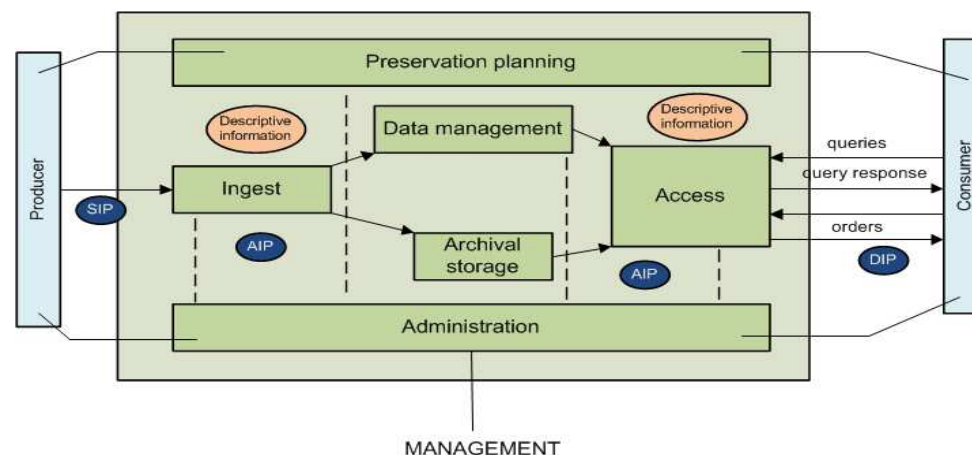 Preservation planning
Descriptive
information
Data management
Descriptive
information
queries
Producer
SIP
Ingest
Access
query response
Consumer
AIP
Archival
storage
AIP
orders
DIP
Administration
MANAGEMENT